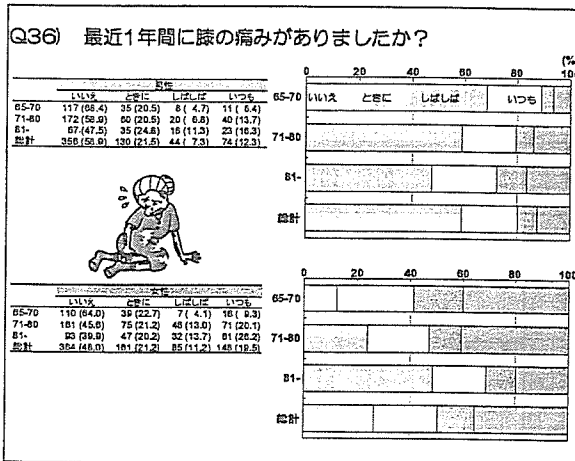 Q36) 最近1年間に膝の痛みがありましたか?
男性
いいえ ときに しばしば いつも
65-70 117 (68.4) 35 (20.5) 8 ( 4.7) 11 ( 6.4)
71-80 172 (58.9) 60 (20.5) 20 ( 6.8) 40 (13.7)
81- 67 (47.5) 35 (24.8) 16 (11.3) 23 (16.3)
総計 356 (58.9) 130 (21.5) 44 ( 7.3) 74 (12.3)
(%)
0 20 40 60 80 100
65-70 いいえ ときに しばしば いつも
71-80
81-
総計
女性
いいえ ときに しばしば いつも
65-70 110 (64.0) 39 (22.7) 7 ( 4.1) 16 ( 9.3)
71-80 161 (45.6) 75 (21.2) 46 (13.0) 71 (20.1)
81- 93 (39.9) 47 (20.2) 32 (13.7) 61 (26.2)
総計 364 (48.0) 161 (21.2) 85 (11.2) 148 (19.5)
0 20 40 60 80 100
65-70
71-80
81-
総計